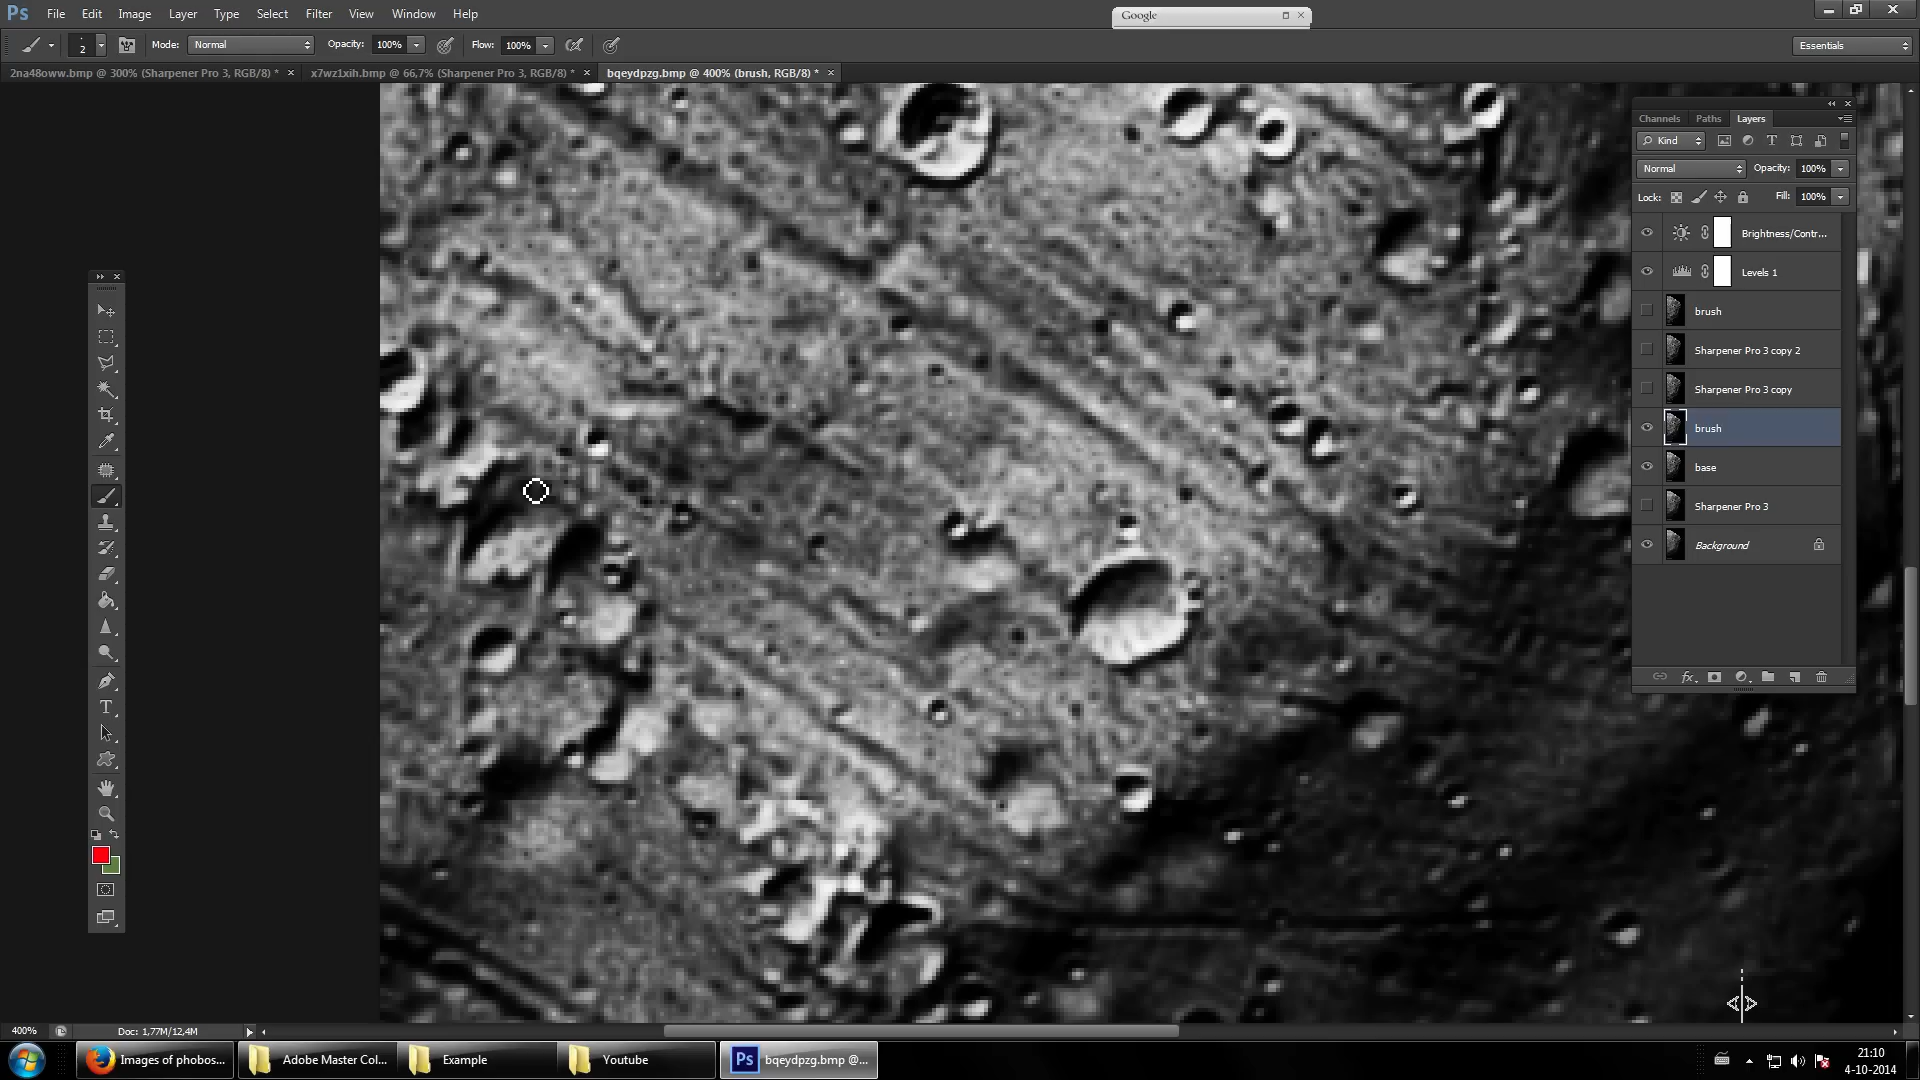 Ps File Edit Image Layer Type Select Filter View Window Help
Google
2 Mode: Normal Opacity: 100% Flow: 100% Essentials
2na48oww.bmp @ 300% (Sharpener Pro 3, RGB/8) * x7wz1xih.bmp @ 66,7% (Sharpener Pro 3, RGB/8) * bqeydpzg.bmp @ 400% (brush, RGB/8) *
Channels Paths Layers
Kind
Normal Opacity: 100%
Lock: Fill: 100%
Brightness/Contr...
Levels 1
brush
Sharpener Pro 3 copy 2
Sharpener Pro 3 copy
brush
base
Sharpener Pro 3
Background
fx
T
400% Doc: 1,77M/12,4M
Images of phobos... Adobe Master Col... Example Youtube Ps bqeydpzg.bmp @...
21:10
4-10-2014